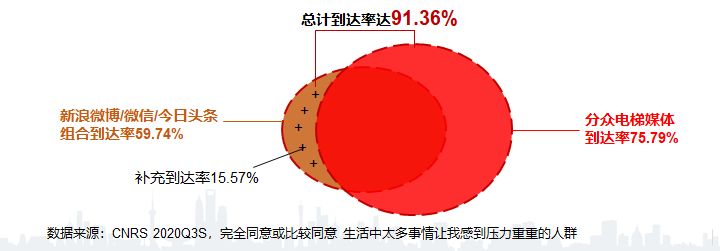 总计到达率达91.36%
新浪微博/微信/今日头条
组合到达率59.74%
分众电梯媒体
到达率75.79%
补充到达率15.57%
数据来源：CNRS 2020Q3S，完全同意或比较同意 生活中太多事情让我感到压力重重的人群